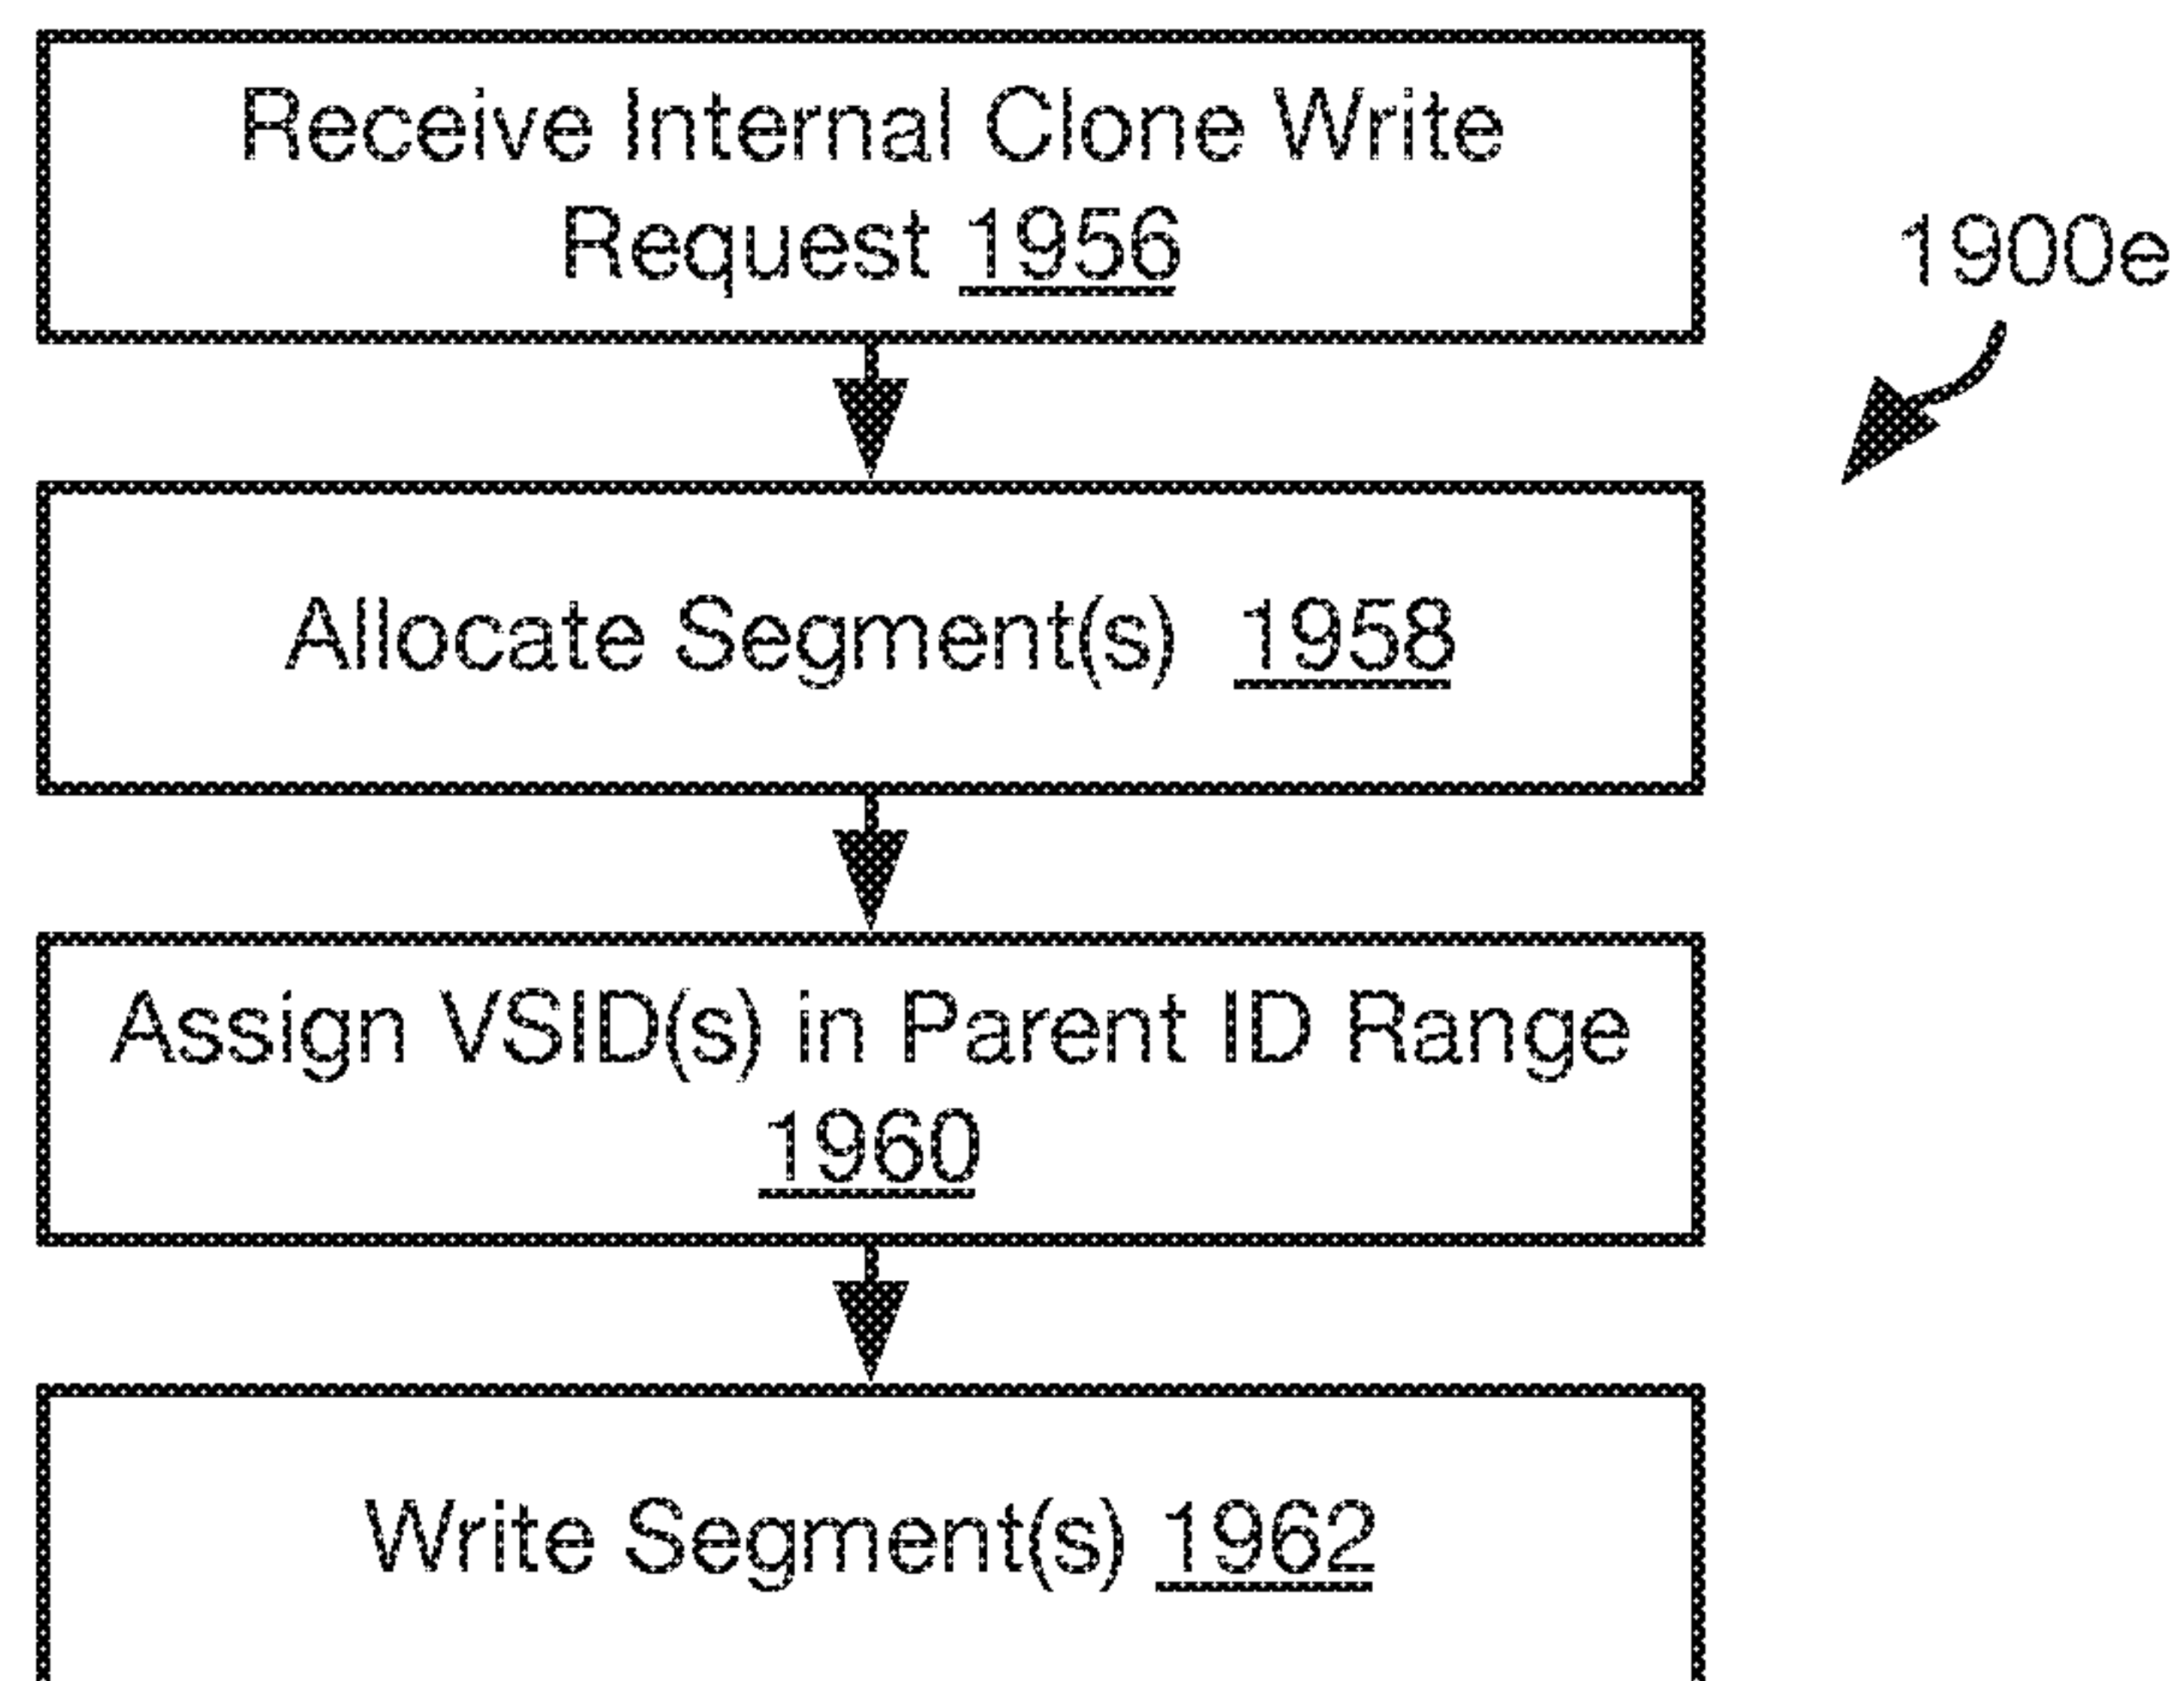 Receive Internal Clone Write
Request 1956
1900e
Allocate Segment(s) 1958
Assign VSID(s) in Parent ID Range
1960
Write Segment(s) 1962